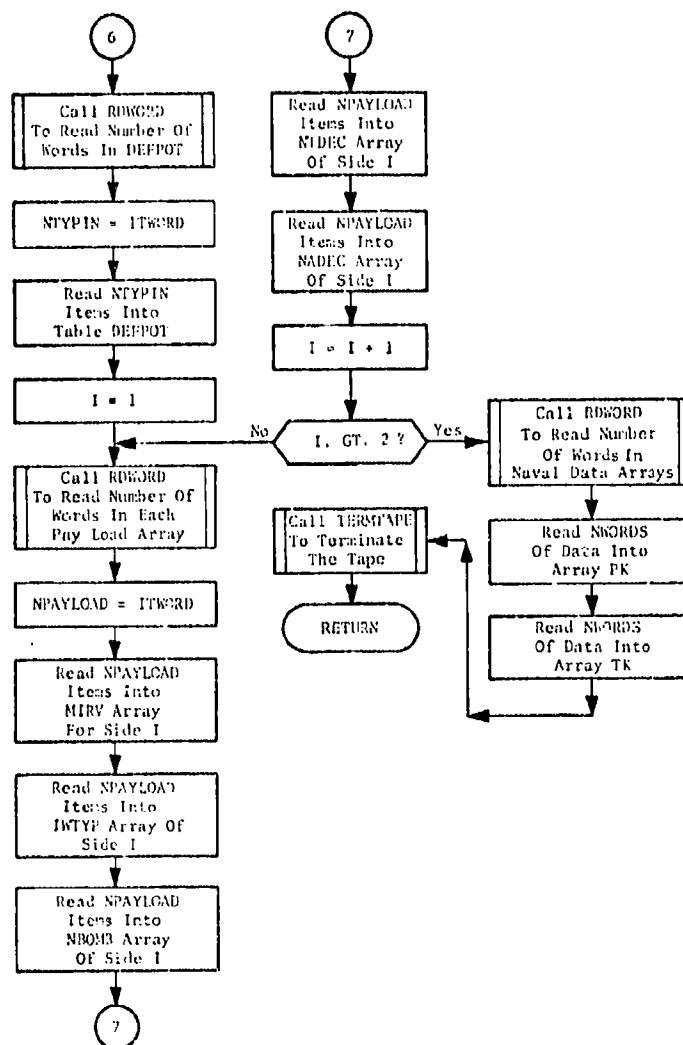 6
Call RDWORD
To Read Number Of
Words In DEFPOT
NTYPIN = ITWORD
Read NTYPIN
Items Into
Table DEFPOT
I = 1
Call RDWORD
To Read Number Of
Words In Each
Pay Load Array
NPAYLOAD = ITWORD
Read NPAYLOAD
Items Into
MIRV Array
For Side I
Read NPAYLOAD
Items Into
IWTYP Array Of
Side I
Read NPAYLOAD
Items Into
NBOMB Array
Of Side I
7
7
Read NPAYLOAD
Items Into
NTDEC Array
Of Side I
Read NPAYLOAD
Items Into
NADEC Array
Of Side I
I = I + 1
No
I. GT. 2 ?
Yes
Call RDWORD
To Read Number
Of Words In
Naval Data Arrays
Read NWORDS
Of Data Into
Array PK
Read NWORDS
Of Data Into
Array TK
Call TERMTAPE
To Terminate
The Tape
RETURN